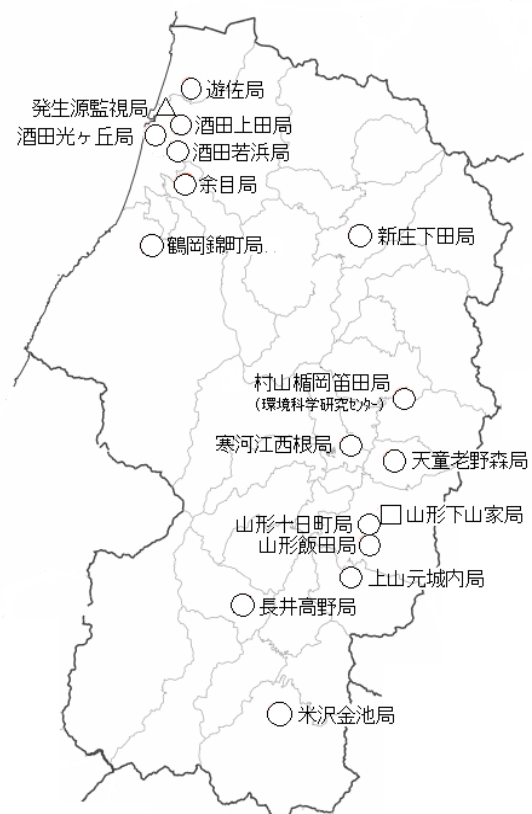 遊佐局
発生源監視局
酒田上田局
酒田光ヶ丘局
酒田若浜局
余目局
新庄下田局
鶴岡錦町局
村山楯岡笛田局
(環境科学研究センター)
寒河江西根局
天童老野森局
山形下山家局
山形十日町局
山形飯田局
上山元城内局
長井高野局
米沢金池局